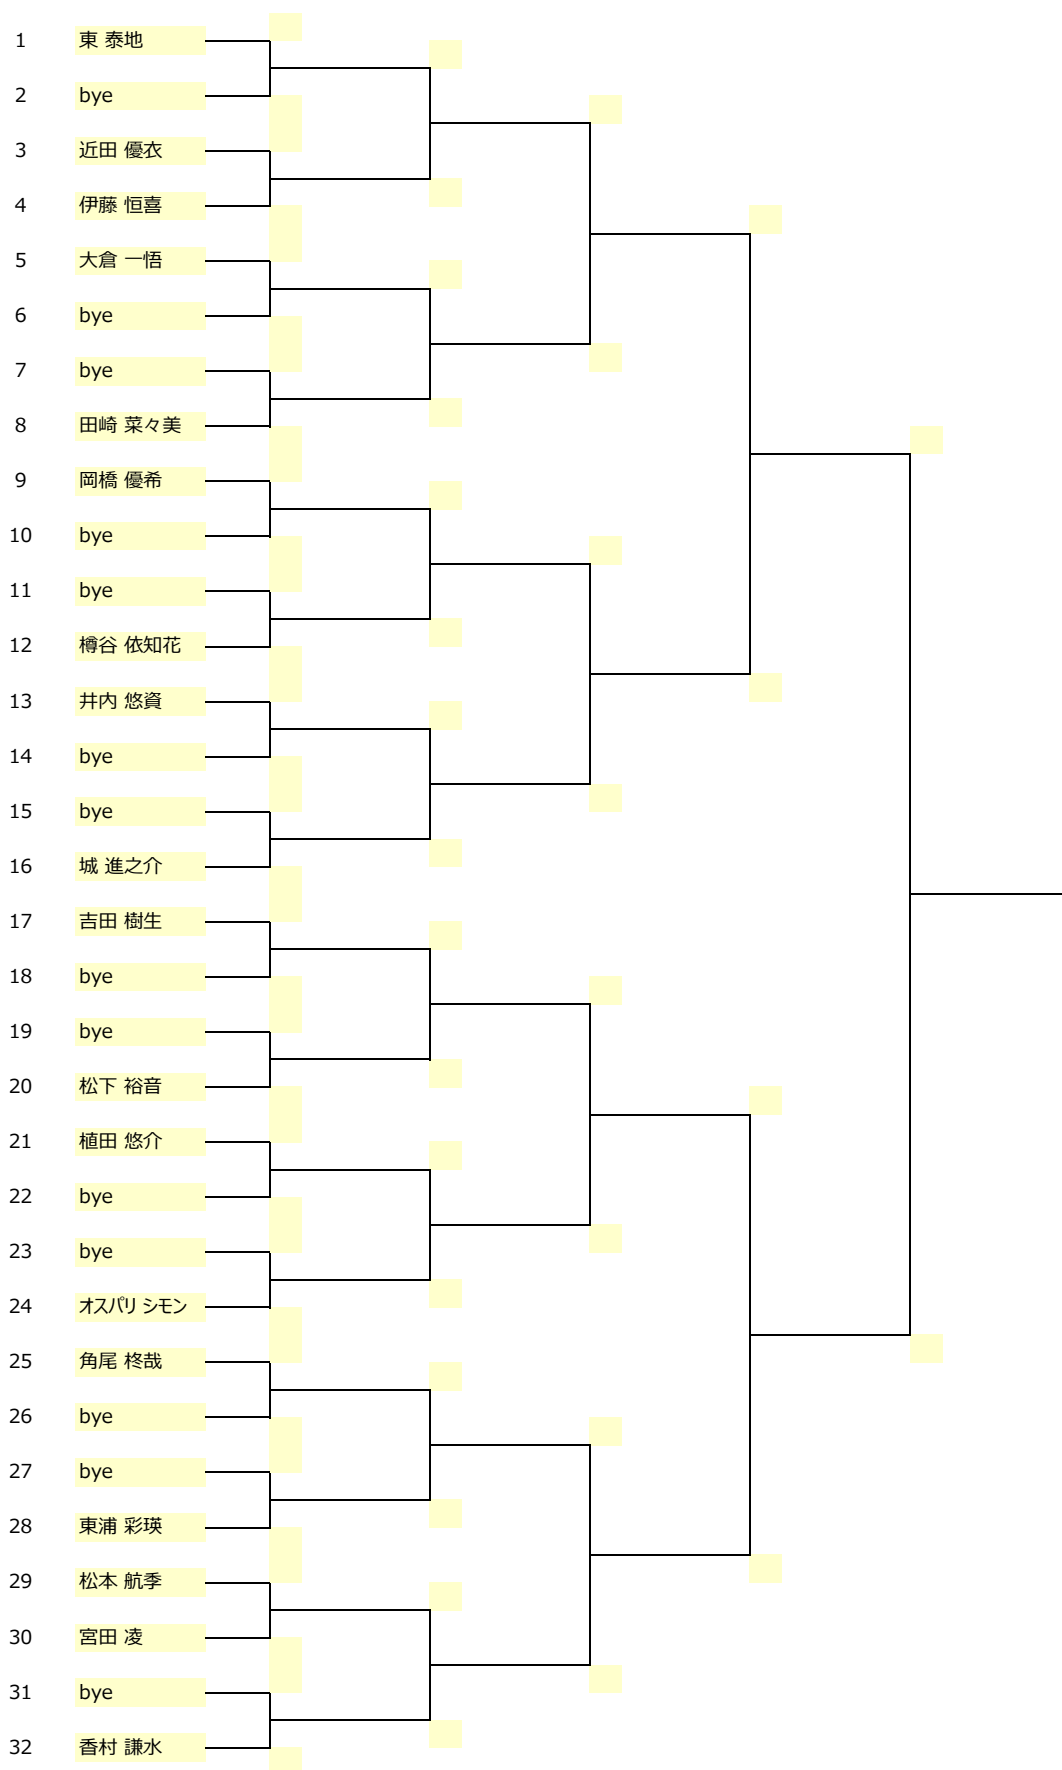 1 東 泰地
2 bye
3 近田 優衣
4 伊藤 恒喜
5 大倉 一悟
6 bye
7 bye
8 田崎 菜々美
9 岡橋 優希
10 bye
11 bye
12 樽谷 依知花
13 井内 悠資
14 bye
15 bye
16 城 進之介
17 吉田 樹生
18 bye
19 bye
20 松下 裕音
21 植田 悠介
22 bye
23 bye
24 オスパリ シモン
25 角尾 柊哉
26 bye
27 bye
28 東浦 彩瑛
29 松本 航季
30 宮田 凌
31 bye
32 香村 謙水